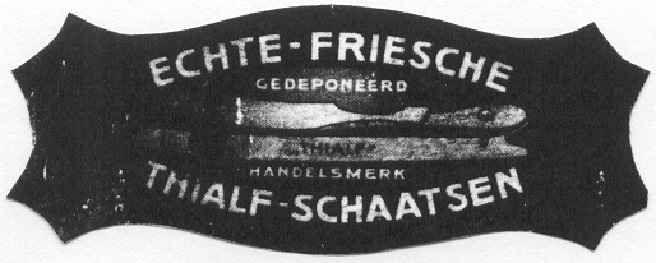 ECHTE-FRIESCHE
GEDEPONEERD
THIALF
HANDELSMERK
THIALF-SCHAATSEN